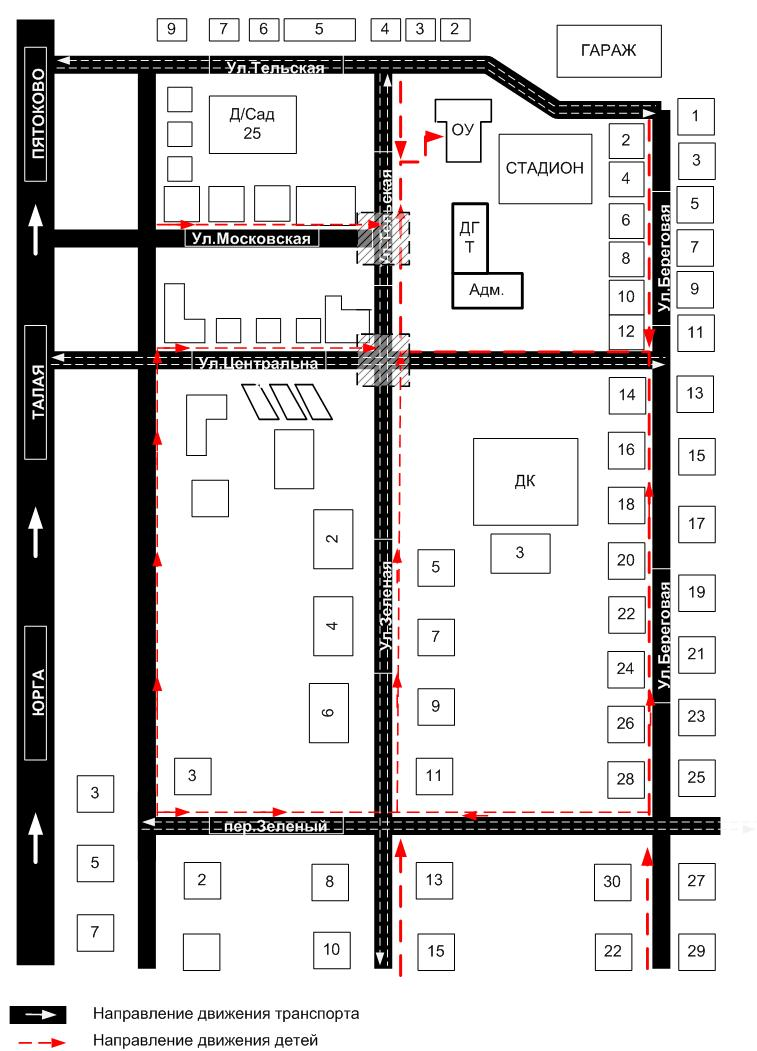 9 7 6 5 4 3 2
ГАРАЖ
Ул.Тельская
ПЯТОКОВО
Д/Сад
25
ОУ
СТАДИОН
1
2
3
4
Ул.Тельская
5
6
Ул.Береговая
ДГ
Т
7
8
Ул.Московская
9
10
Адм.
11
12
Ул.Центральна
ТАЛАЯ
13
14
15
16
ДК
17
18
2
3
5
19
20
Ул.Зеленая
Ул.Береговая
4
7
21
22
24
ЮРГА
6
9
23
26
3
3
11
25
28
пер.Зеленый
5
2
8
13
30
27
7
10
15
22
29
Направление движения транспорта
Направление движения детей